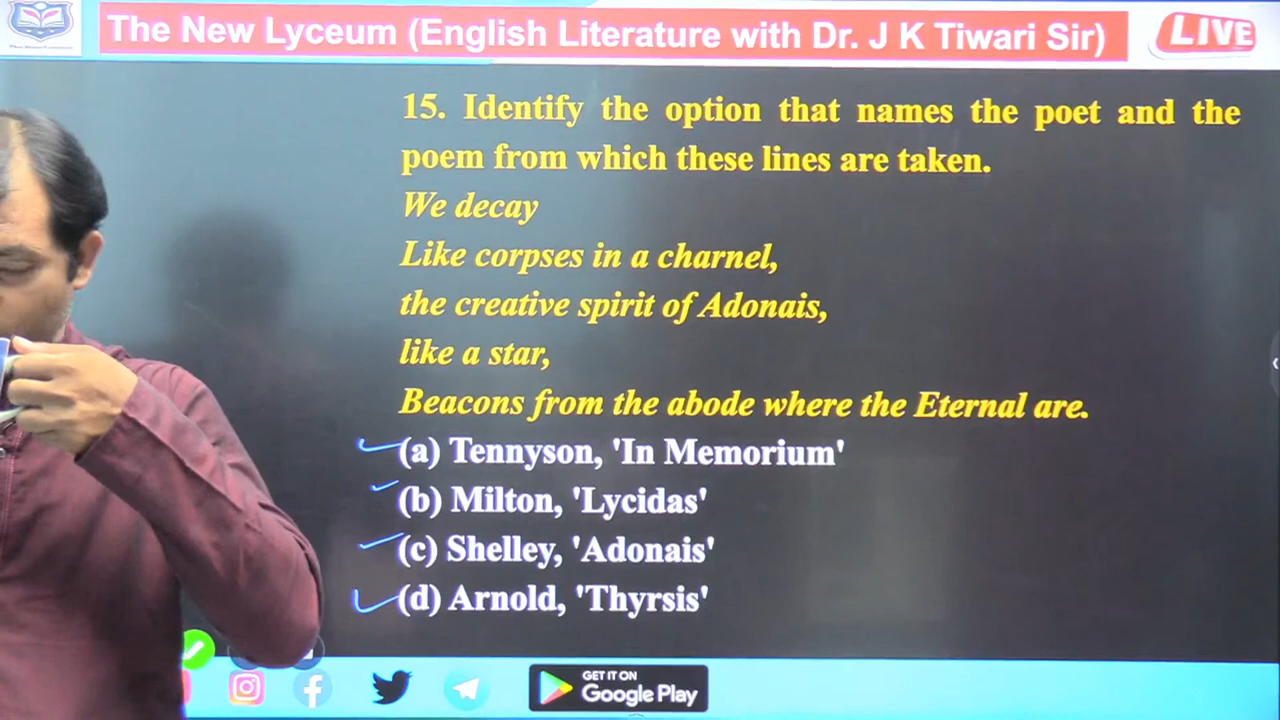 The New Lyceum (English Literature with Dr. J K Tiwari Sir)
LIVE
15. Identify the option that names the poet and the
poem from which these lines are taken.
We decay
Like corpses in a charnel,
the creative spirit of Adonais,
like a star,
Beacons from the abode where the Eternal are.
(a) Tennyson, 'In Memorium'
(b) Milton, 'Lycidas'
(c) Shelley, 'Adonais'
(d) Arnold, 'Thyrsis'
GET IT ON
Google Play